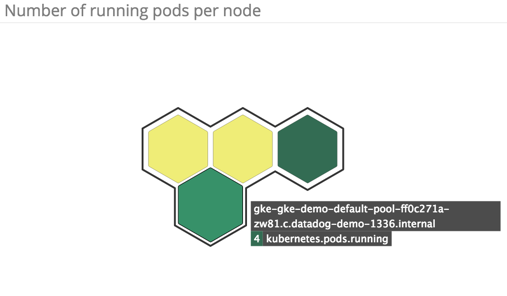 Number of running pods per node
gke-gke-demo-default-pool-ff0c271a-
zw81.c.datadog-demo-1336.internal
4 kubernetes.pods.running